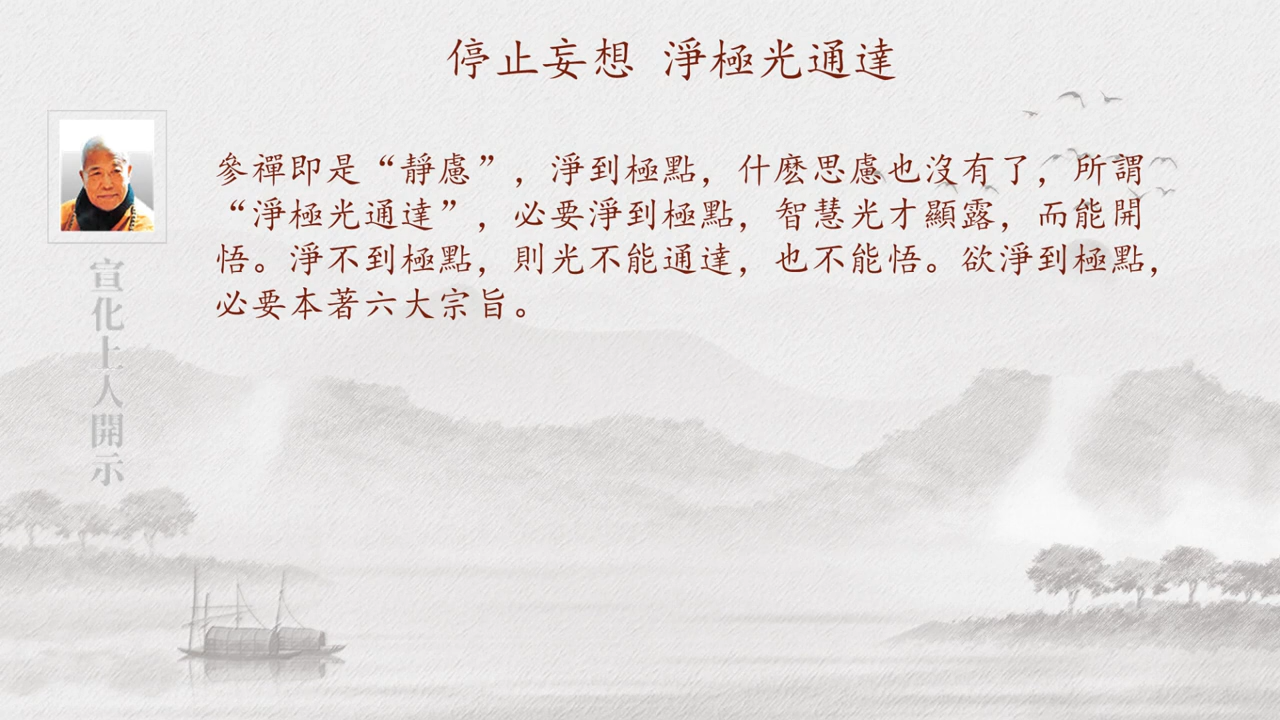 停止妄想 淨極光通達
參禪即是“靜慮”，淨到極點，什麽思慮也沒有了，所謂
“淨極光通達”，必要淨到極點，智慧光才顯露，而能開
悟。淨不到極點，則光不能通達，也不能悟。欲淨到極點，
必要本著六大宗旨。
宣化上人開示